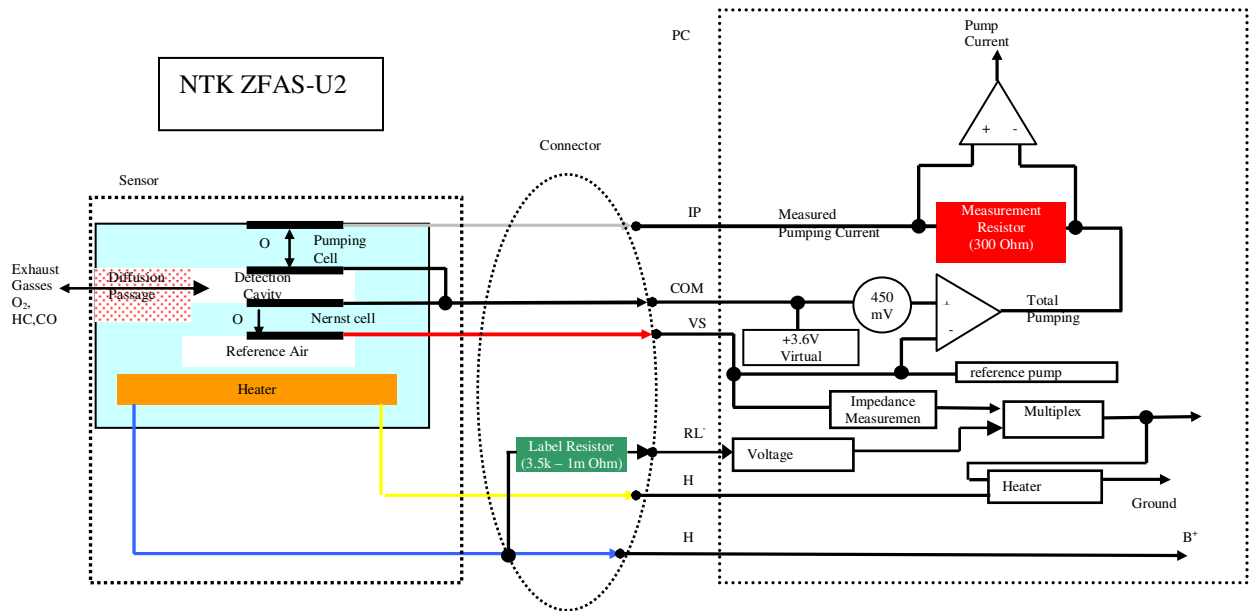 NTK ZFAS-U2
PC
Pump
Current
+ -
Connector
Sensor
IP
Measured
Pumping Current
Measurement
Resistor
(300 Ohm)
O
Pumping
Cell
Exhaust
Gasses
O₂,
HC,CO
Diffusion
Passage
Detection
Cavity
COM
450
mV
+
-
Total
Pumping
O
Nernst cell
VS
+3.6V
Virtual
Reference Air
reference pump
Heater
Impedance
Measuremen
Multiplex
Label Resistor
(3.5k – 1m Ohm)
RL⁻
Voltage
H
Heater
Ground
H
B⁺